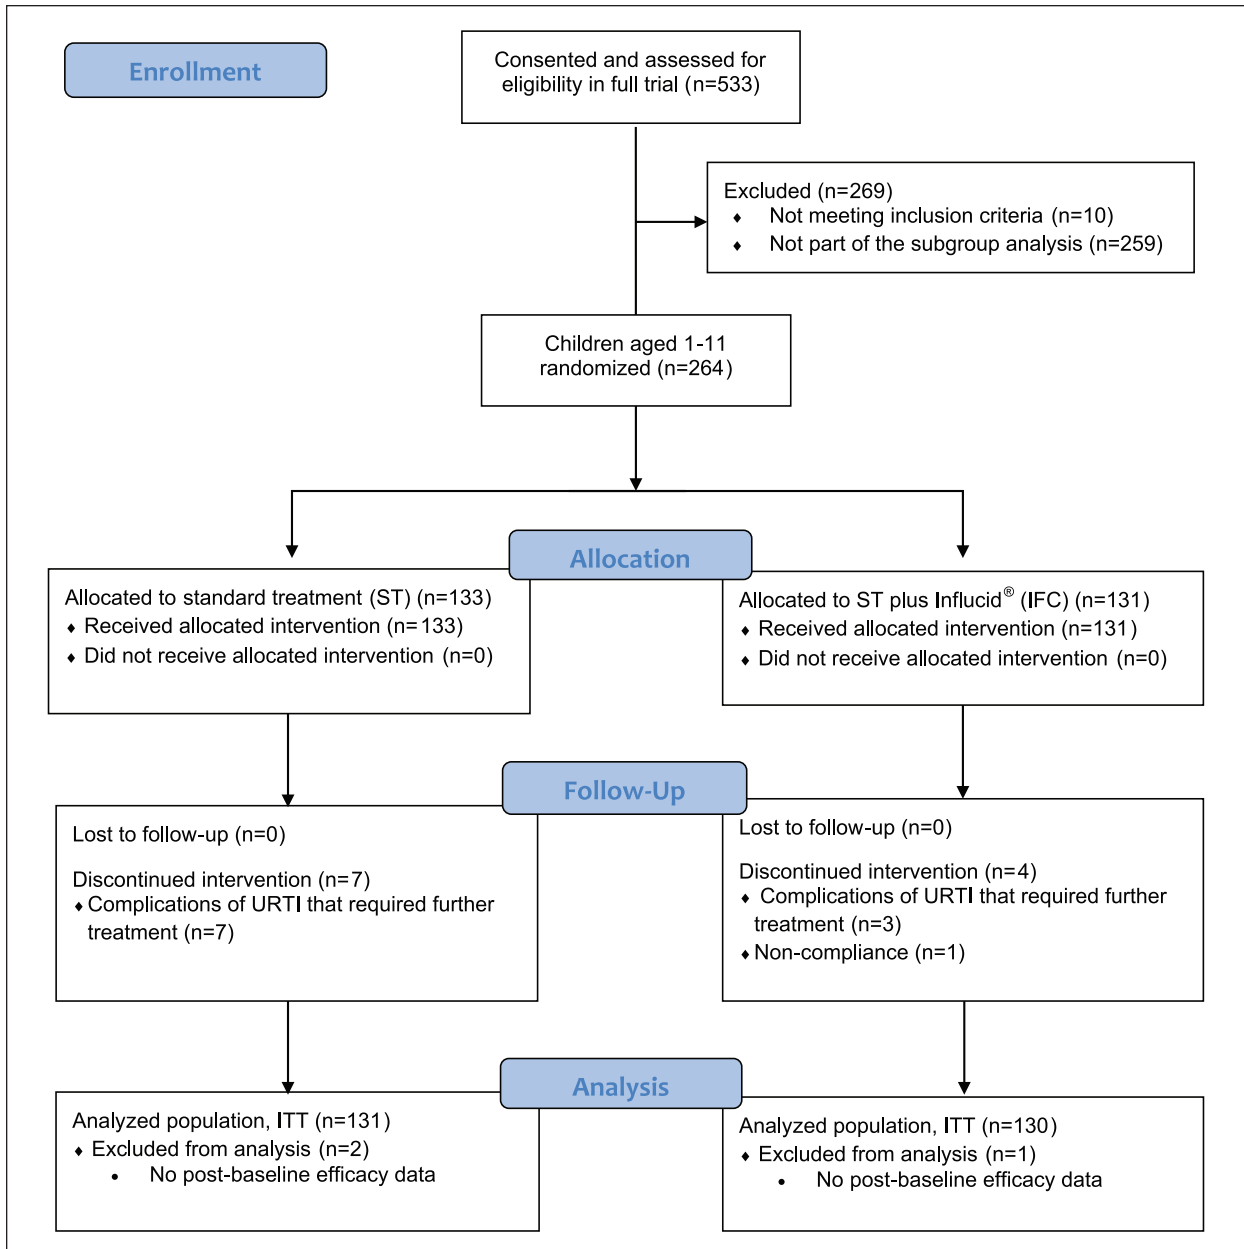 Enrollment
Consented and assessed for
eligibility in full trial (n=533)
Excluded (n=269)
♦ Not meeting inclusion criteria (n=10)
♦ Not part of the subgroup analysis (n=259)
Children aged 1-11
randomized (n=264)
Allocation
Allocated to standard treatment (ST) (n=133)
♦ Received allocated intervention (n=133)
♦ Did not receive allocated intervention (n=0)
Allocated to ST plus Influcid® (IFC) (n=131)
♦ Received allocated intervention (n=131)
♦ Did not receive allocated intervention (n=0)
Follow-Up
Lost to follow-up (n=0)
Discontinued intervention (n=7)
♦ Complications of URTI that required further
treatment (n=7)
Lost to follow-up (n=0)
Discontinued intervention (n=4)
♦ Complications of URTI that required further
treatment (n=3)
♦ Non-compliance (n=1)
Analysis
Analyzed population, ITT (n=131)
♦ Excluded from analysis (n=2)
• No post-baseline efficacy data
Analyzed population, ITT (n=130)
♦ Excluded from analysis (n=1)
• No post-baseline efficacy data